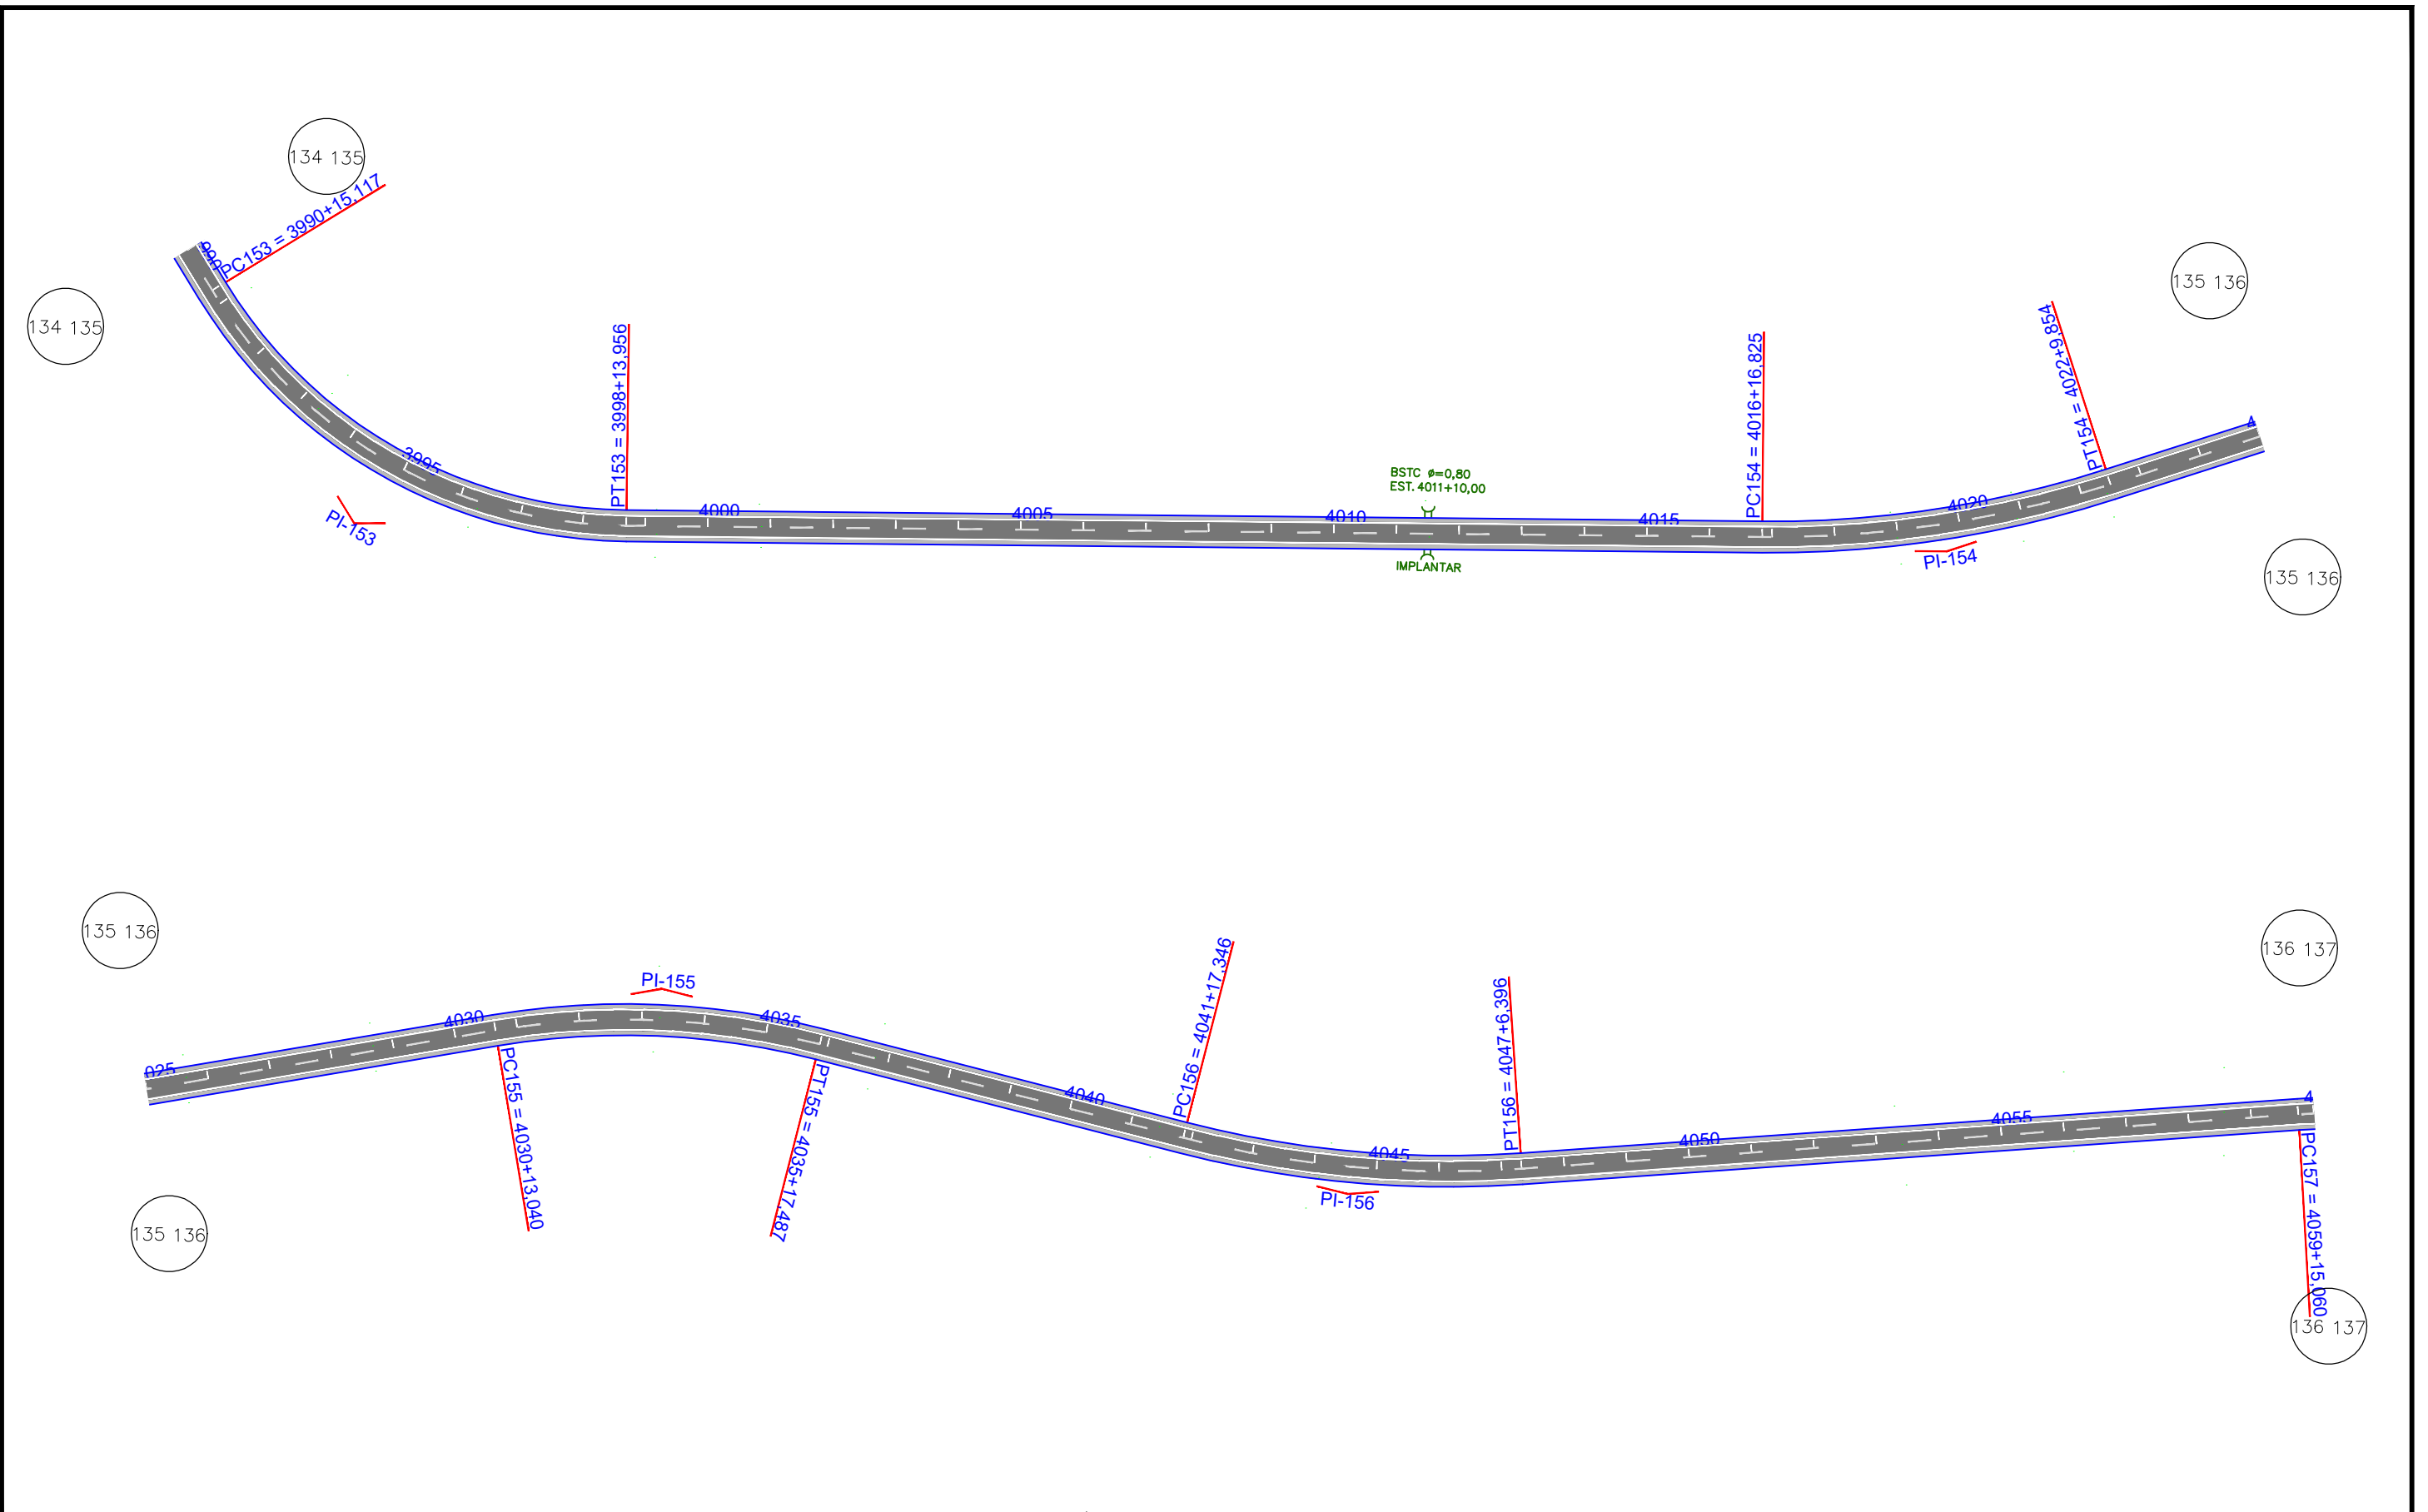 134 135
PC153 = 3990+15,117
134 135
3995
PI-153
PT153 = 3998+13,956
4000
4005
4010
BSTC ø=0,80
EST. 4011+10,00
IMPLANTAR
4015
PC154 = 4016+16,825
4020
PI-154
PT154 = 4022+9,854
4
135 136
135 136
135 136
025
4030
PC155 = 4030+13,040
PI-155
4035
PT155 = 4035+17,487
4040
PC156 = 4041+17,346
4045
PI-156
PT156 = 4047+6,396
4050
4055
4
PC157 = 4059+15,060
136 137
135 136
136 137